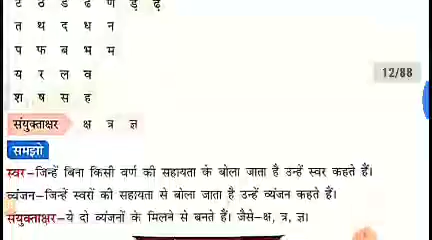 ट ठ ड ढ ण ड़ ढ़
त थ द ध न
प फ ब भ म
य र ल व
12/88
श ष स ह
संयुक्ताक्षर क्ष त्र ज्ञ
समझो
स्वर–जिन्हें बिना किसी वर्ण की सहायता के बोला जाता है उन्हें स्वर कहते हैं।
व्यंजन–जिन्हें स्वरों की सहायता से बोला जाता है उन्हें व्यंजन कहते हैं।
संयुक्ताक्षर–ये दो व्यंजनों के मिलने से बनते हैं। जैसे–क्ष, त्र, ज्ञ।